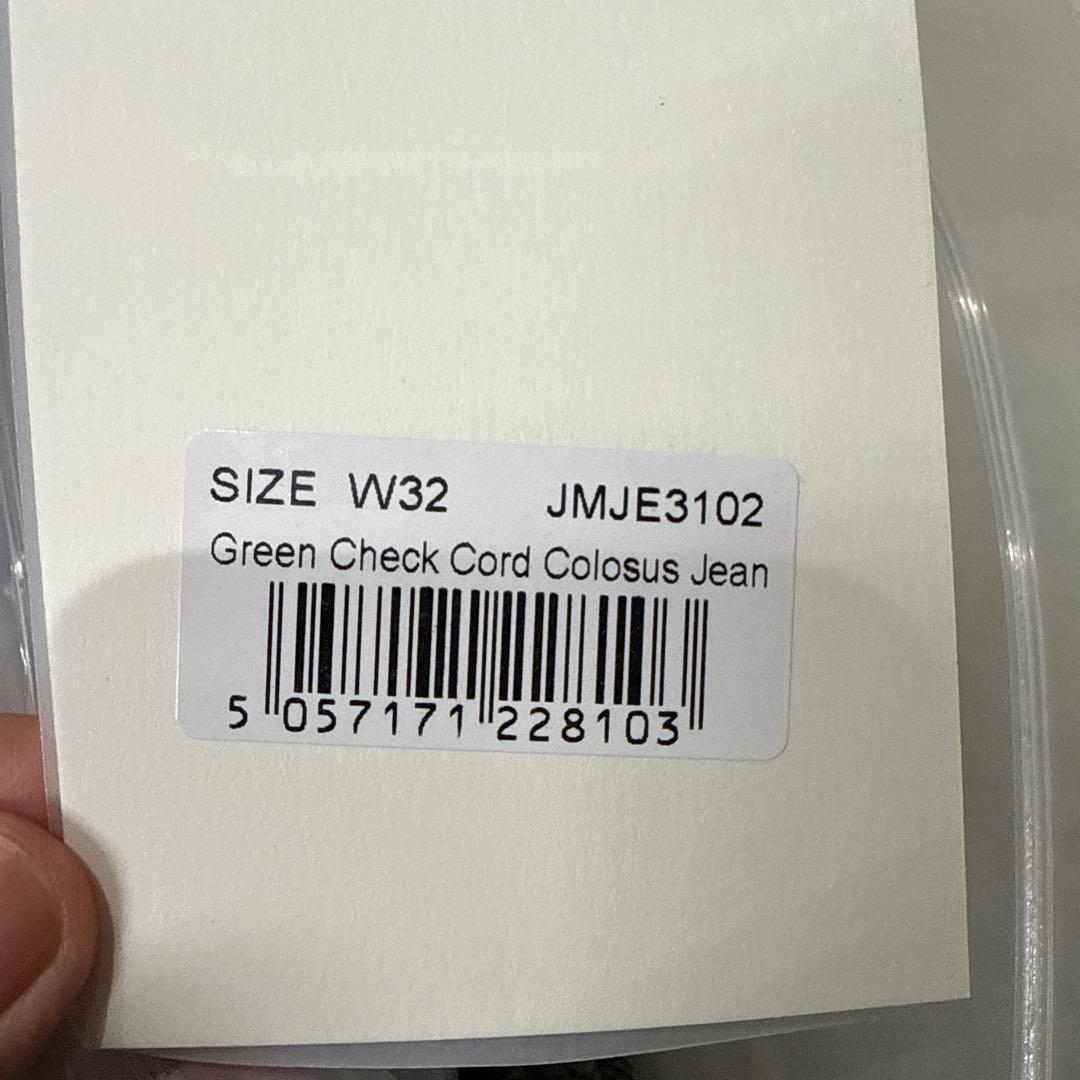 SIZE W32 JMJE3102
Green Check Cord Colosus Jean
5 057171 228103